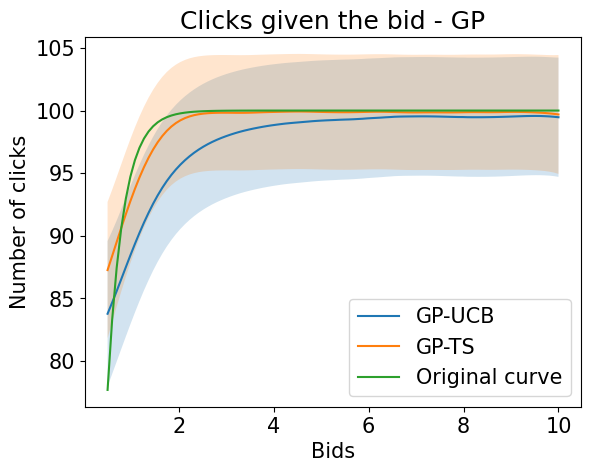 Clicks given the bid - GP
Number of clicks
105
100
95
90
85
80
2
4
6
8
10
Bids
GP-UCB
GP-TS
Original curve